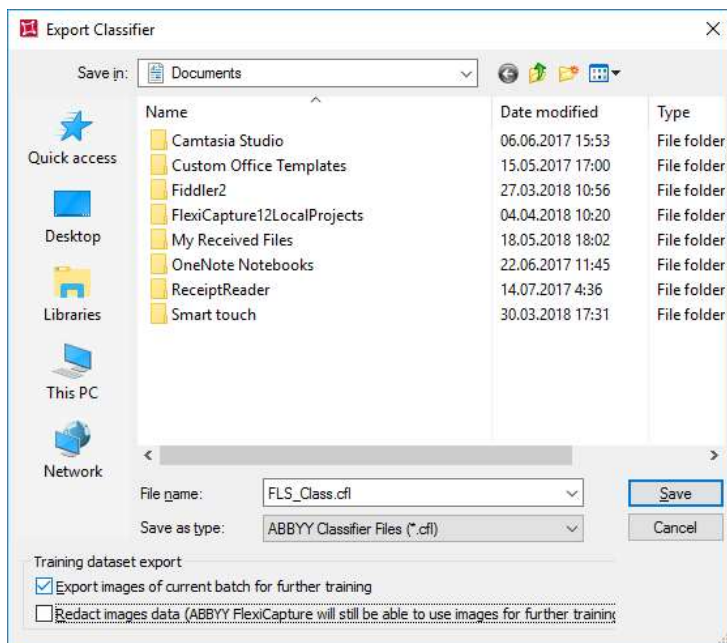 Export Classifier
Save in:
Documents
Quick access
Desktop
Libraries
This PC
Network
Name Date modified Type
Camtasia Studio 06.06.2017 15:53 File folder
Custom Office Templates 15.05.2017 17:00 File folder
Fiddler2 27.03.2018 10:56 File folder
FlexiCapture12LocalProjects 04.04.2018 10:20 File folder
My Received Files 18.05.2018 18:02 File folder
OneNote Notebooks 22.06.2017 11:45 File folder
ReceiptReader 14.07.2017 4:36 File folder
Smart touch 30.03.2018 17:31 File folder
File name: FLS_Class.cfl Save
Save as type: ABBYY Classifier Files (*.cfl) Cancel
Training dataset export
Export images of current batch for further training
Redact images data (ABBYY FlexiCapture will still be able to use images for further training